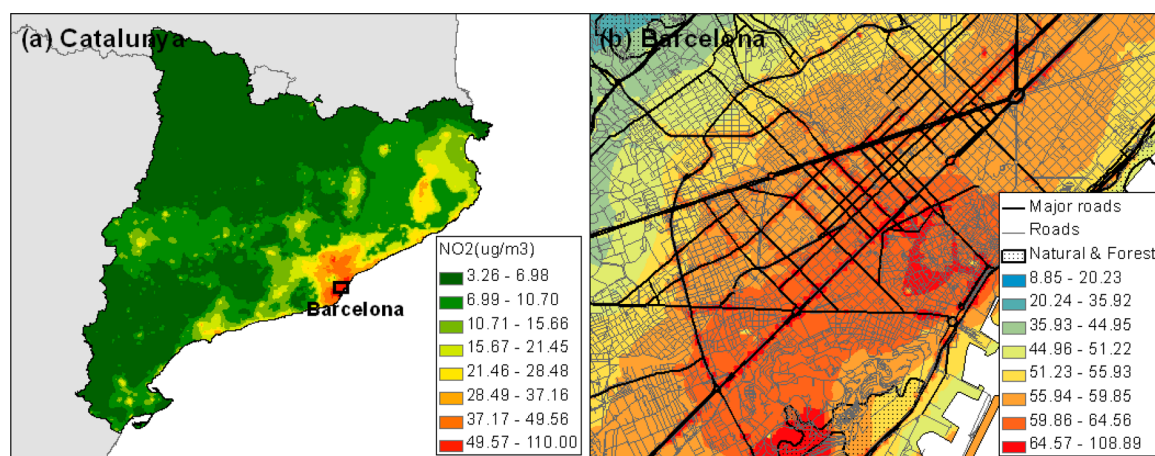 (a) Catalunya
NO2(ug/m3)
3.26 - 6.98
6.99 - 10.70
10.71 - 15.66
15.67 - 21.45
21.46 - 28.48
28.49 - 37.16
37.17 - 49.56
49.57 - 110.00
Barcelona
(b) Barcelona
Major roads
Roads
Natural & Forest
8.85 - 20.23
20.24 - 35.92
35.93 - 44.95
44.96 - 51.22
51.23 - 55.93
55.94 - 59.85
59.86 - 64.56
64.57 - 108.89